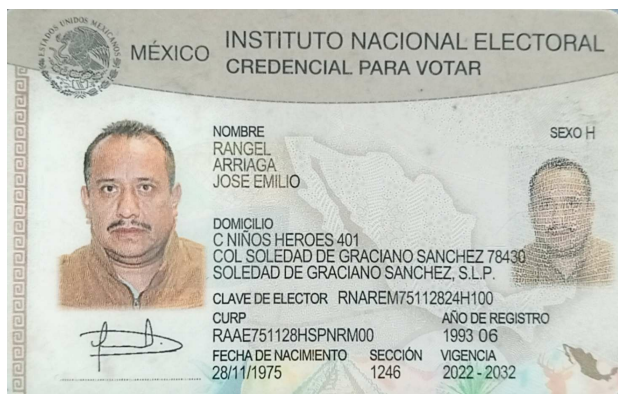 ESTADOS UNIDOS MEXICANOS
MÉXICO INSTITUTO NACIONAL ELECTORAL
CREDENCIAL PARA VOTAR
NOMBRE SEXO H
RANGEL
ARRIAGA
JOSE EMILIO
DOMICILIO
C NIÑOS HEROES 401
COL SOLEDAD DE GRACIANO SANCHEZ 78430
SOLEDAD DE GRACIANO SANCHEZ, S.L.P.
CLAVE DE ELECTOR RNAREM75112824H100
CURP AÑO DE REGISTRO
RAAE751128HSPNRM00 1993 06
FECHA DE NACIMIENTO SECCIÓN VIGENCIA
28/11/1975 1246 2022 - 2032